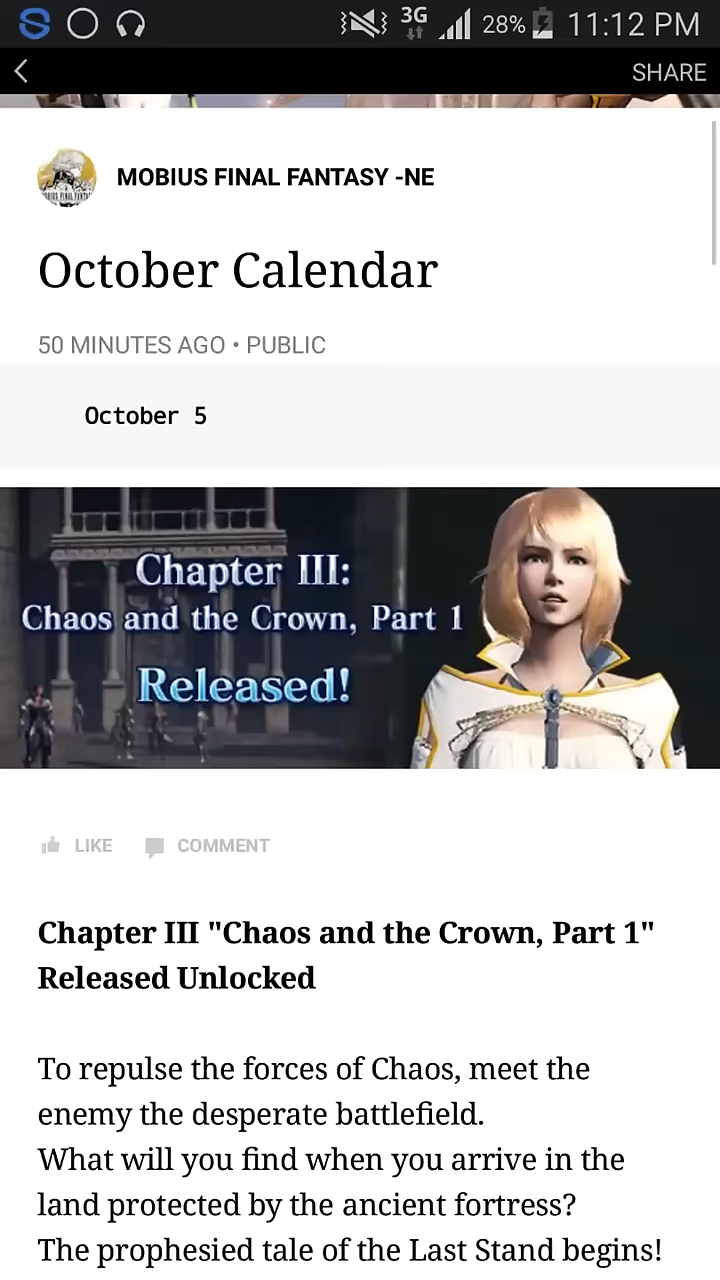 3G 28% 11:12 PM
SHARE
MOBIUS FINAL FANTASY -NE
October Calendar
50 MINUTES AGO • PUBLIC
October 5
Chapter III:
Chaos and the Crown, Part 1
Released!
LIKE COMMENT
Chapter III "Chaos and the Crown, Part 1"
Released Unlocked
To repulse the forces of Chaos, meet the
enemy the desperate battlefield.
What will you find when you arrive in the
land protected by the ancient fortress?
The prophesied tale of the Last Stand begins!